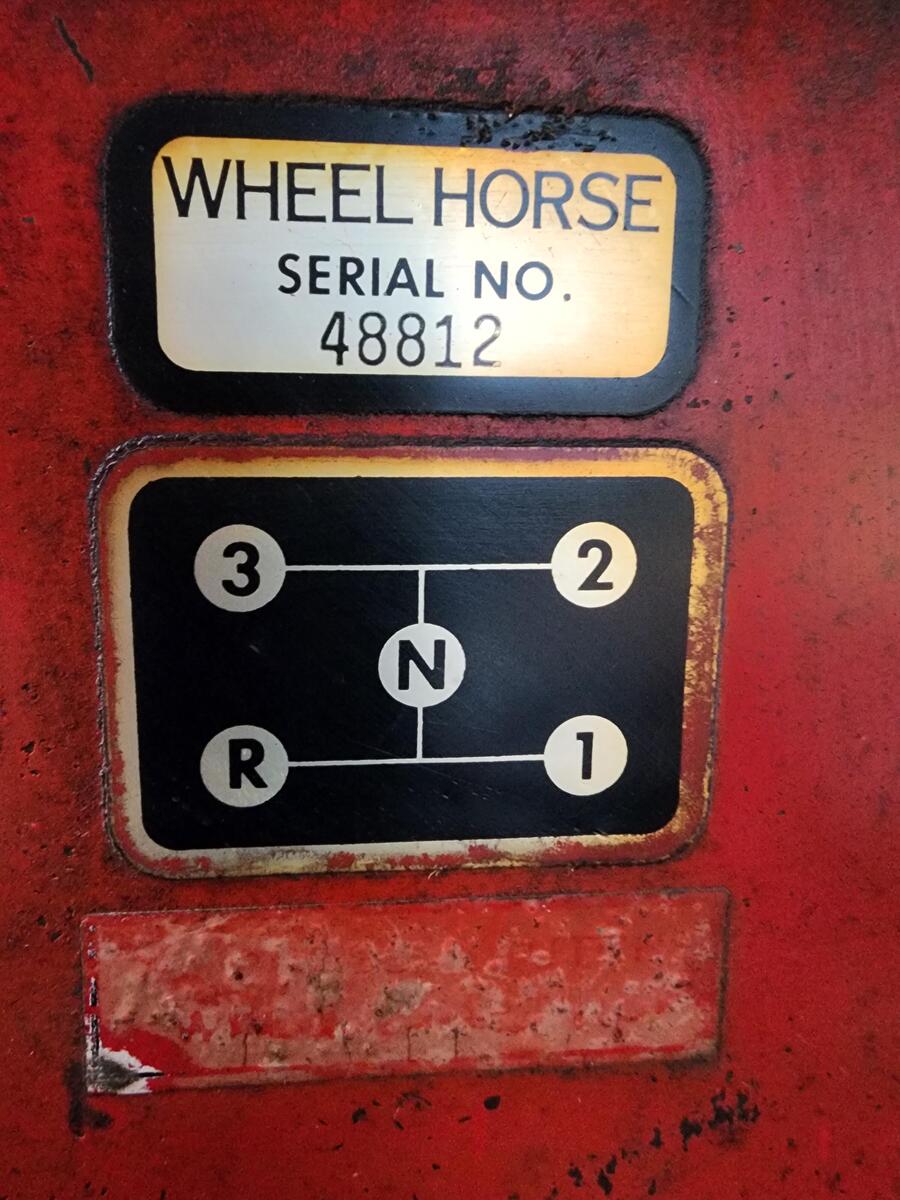 WHEEL HORSE
SERIAL NO.
48812
3 2
N
R 1